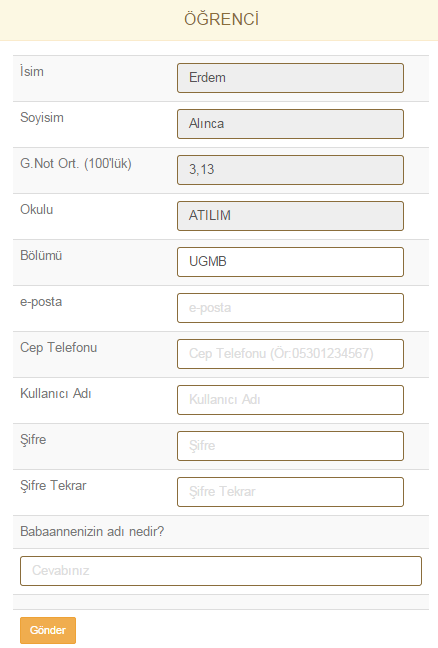 ÖĞRENCİ
İsim Erdem
Soyisim Alınca
G.Not Ort. (100'lük) 3,13
Okulu ATILIM
Bölümü UGMB
e-posta e-posta
Cep Telefonu Cep Telefonu (Ör:05301234567)
Kullanıcı Adı Kullanıcı Adı
Şifre Şifre
Şifre Tekrar Şifre Tekrar
Babaannenizin adı nedir?
Cevabınız
Gönder